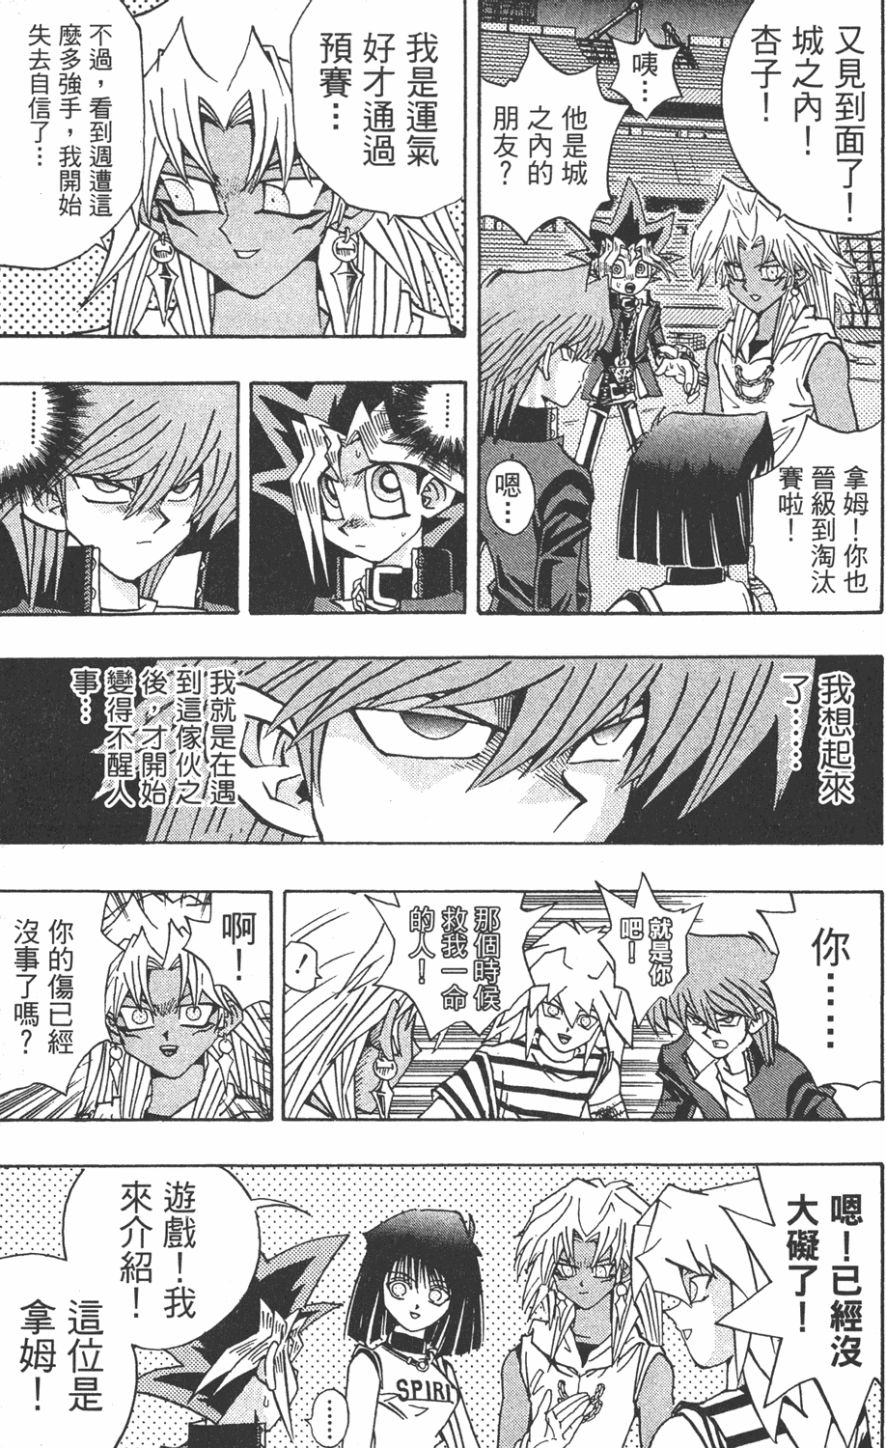 又見到面了！
城之內！
杏子！
咦…
他是城
之內的
朋友？
拿姆！你也
晉級到淘汰
賽啦！
嗯…
我是運氣
好才通過
預賽…
不過，看到週遭這
麼多強手，我開始
失去自信了…
……
……
我想起來
了……
我就是在遇
到這傢伙之
後，才開始
變得不醒人
事…
你……
就是你
吧！
那個時候
救我一命
的人！
！
啊！
你的傷已經
沒事了嗎？
嗯！已經沒
大礙了！
遊戲！我
來介紹！
這位是
拿姆！
……
SPIRI